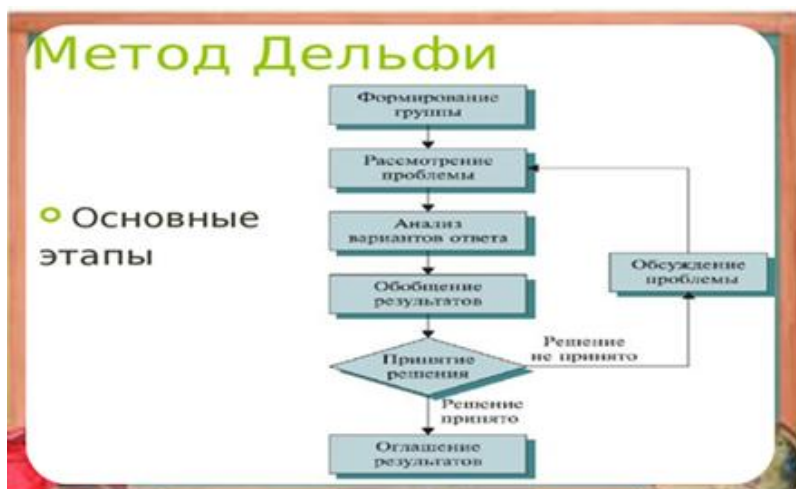 Метод Дельфи
Основные
этапы
Формирование
группы
Рассмотрение
проблемы
Анализ
вариантов ответа
Обобщение
результатов
Обсуждение
проблемы
Принятие
решения
Решение
не принято
Решение
принято
Оглашение
результатов